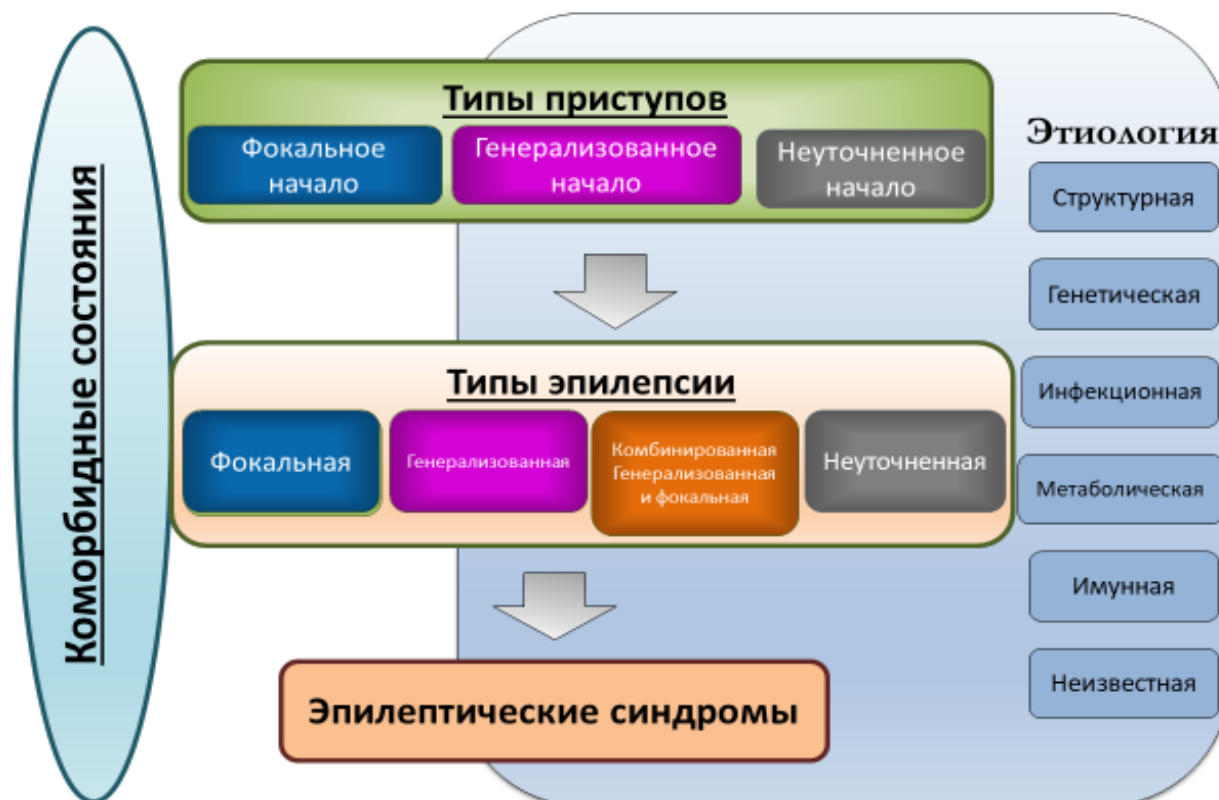 Коморбидные состояния
Типы приступов
Фокальное
начало
Генерализованное
начало
Неуточненное
начало
Типы эпилепсии
Фокальная
Генерализованная
Комбинированная
Генерализованная
и фокальная
Неуточненная
Эпилептические синдромы
Этиология
Структурная
Генетическая
Инфекционная
Метаболическая
Имунная
Неизвестная